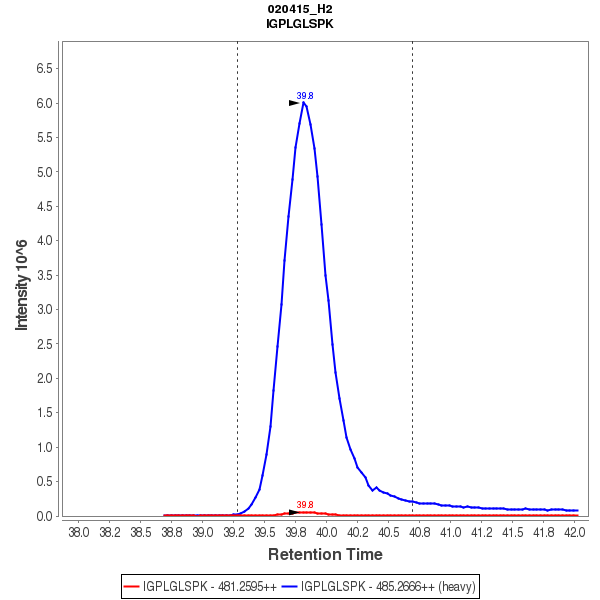 020415_H2
IGPLGLSPK
39.8
39.8
Intensity 10^6
6.5
6.0
5.5
5.0
4.5
4.0
3.5
3.0
2.5
2.0
1.5
1.0
0.5
0.0
38.0 38.2 38.5 38.8 39.0 39.2 39.5 39.8 40.0 40.2 40.5 40.8 41.0 41.2 41.5 41.8 42.0
Retention Time
IGPLGLSPK - 481.2595++ IGPLGLSPK - 485.2666++ (heavy)